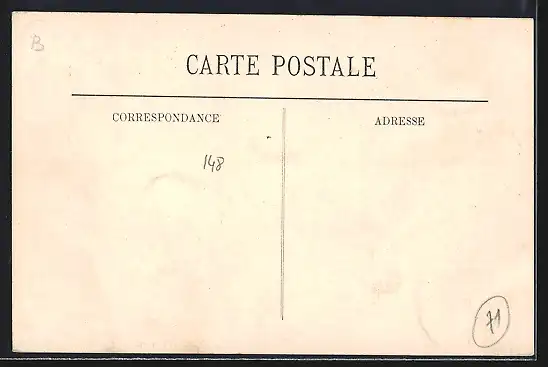 B
CARTE POSTALE
CORRESPONDANCE
ADRESSE
148
71